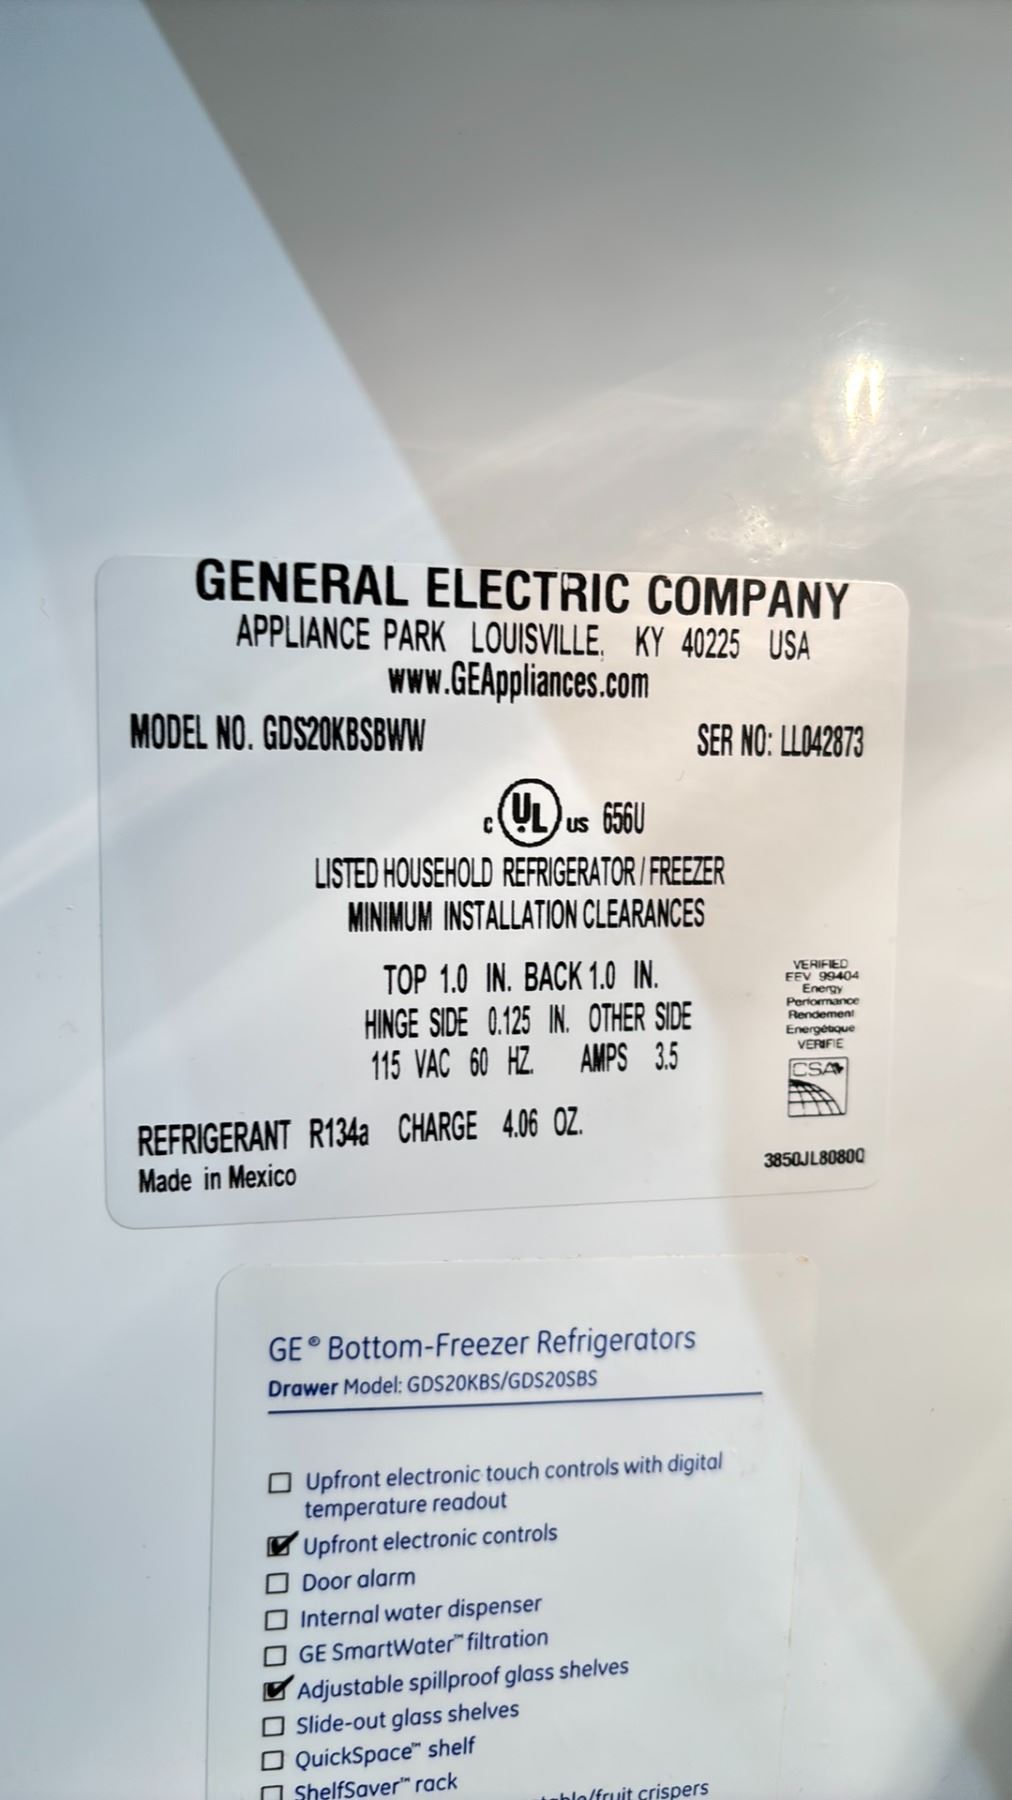 GENERAL ELECTRIC COMPANY
APPLIANCE PARK LOUISVILLE, KY 40225 USA
www.GEAppliances.com
MODEL NO. GDS20KBSBWW SER NO: LL042873
c UL us 656U
LISTED HOUSEHOLD REFRIGERATOR / FREEZER
MINIMUM INSTALLATION CLEARANCES
TOP 1.0 IN. BACK 1.0 IN.
HINGE SIDE 0.125 IN. OTHER SIDE
115 VAC 60 HZ. AMPS 3.5
VERIFIED
EEV 99404
Energy
Performance
Rendement
Energétique
VERIFIE
CSA
REFRIGERANT R134a CHARGE 4.06 OZ.
Made in Mexico
3850JL8080Q
GE® Bottom-Freezer Refrigerators
Drawer Model: GDS20KBS/GDS20SBS
Upfront electronic touch controls with digital
temperature readout
Upfront electronic controls
Door alarm
Internal water dispenser
GE SmartWater™ filtration
Adjustable spillproof glass shelves
Slide-out glass shelves
QuickSpace™ shelf
ShelfSaver™ rack
/fruit crispers